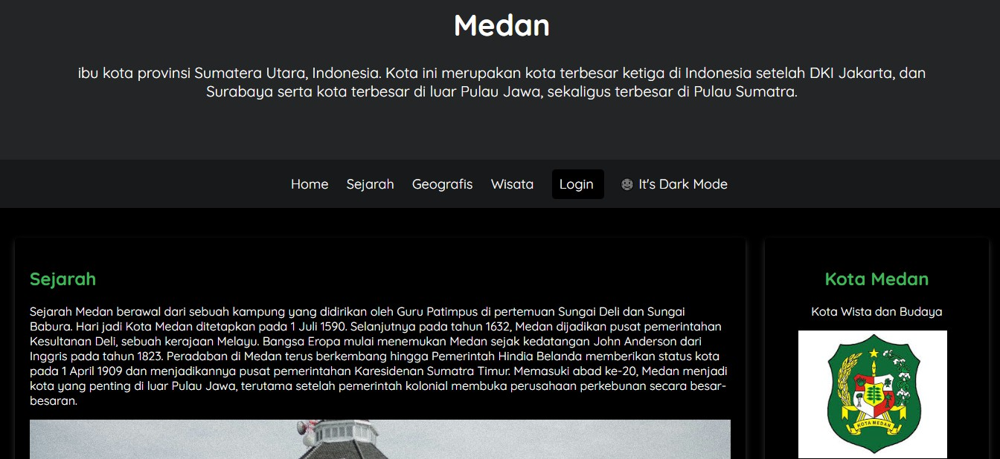 Medan
ibu kota provinsi Sumatera Utara, Indonesia. Kota ini merupakan kota terbesar ketiga di Indonesia setelah DKI Jakarta, dan
Surabaya serta kota terbesar di luar Pulau Jawa, sekaligus terbesar di Pulau Sumatra.
Home Sejarah Geografis Wisata Login It's Dark Mode
Sejarah
Sejarah Medan berawal dari sebuah kampung yang didirikan oleh Guru Patimpus di pertemuan Sungai Deli dan Sungai
Babura. Hari jadi Kota Medan ditetapkan pada 1 Juli 1590. Selanjutnya pada tahun 1632, Medan dijadikan pusat pemerintahan
Kesultanan Deli, sebuah kerajaan Melayu. Bangsa Eropa mulai menemukan Medan sejak kedatangan John Anderson dari
Inggris pada tahun 1823. Peradaban di Medan terus berkembang hingga Pemerintah Hindia Belanda memberikan status kota
pada 1 April 1909 dan menjadikannya pusat pemerintahan Karesidenan Sumatra Timur. Memasuki abad ke-20, Medan menjadi
kota yang penting di luar Pulau Jawa, terutama setelah pemerintah kolonial membuka perusahaan perkebunan secara besar-
besaran.
Kota Medan
Kota Wista dan Budaya
KOTA MEDAN